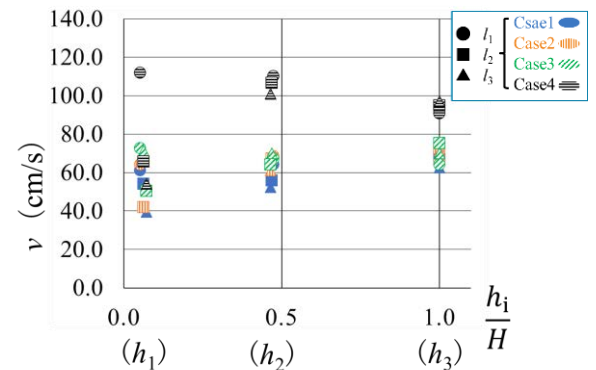 140.0
120.0
100.0
80.0
60.0
40.0
20.0
0.0
v (cm/s)
0.0 0.5 1.0
(h₁) (h₂) (h₃)
hᵢ
H
l₁
l₂
l₃
Csae1
Case2
Case3
Case4